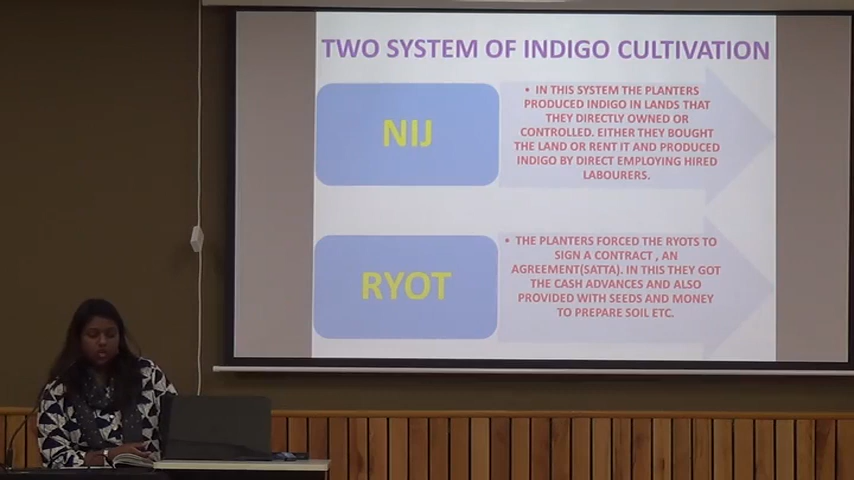 TWO SYSTEM OF INDIGO CULTIVATION
NIJ
• IN THIS SYSTEM THE PLANTERS
PRODUCED INDIGO IN LANDS THAT
THEY DIRECTLY OWNED OR
CONTROLLED. EITHER THEY BOUGHT
THE LAND OR RENT IT AND PRODUCED
INDIGO BY DIRECT EMPLOYING HIRED
LABOURERS.
RYOT
• THE PLANTERS FORCED THE RYOTS TO
SIGN A CONTRACT , AN
AGREEMENT(SATTA). IN THIS THEY GOT
THE CASH ADVANCES AND ALSO
PROVIDED WITH SEEDS AND MONEY
TO PREPARE SOIL ETC.